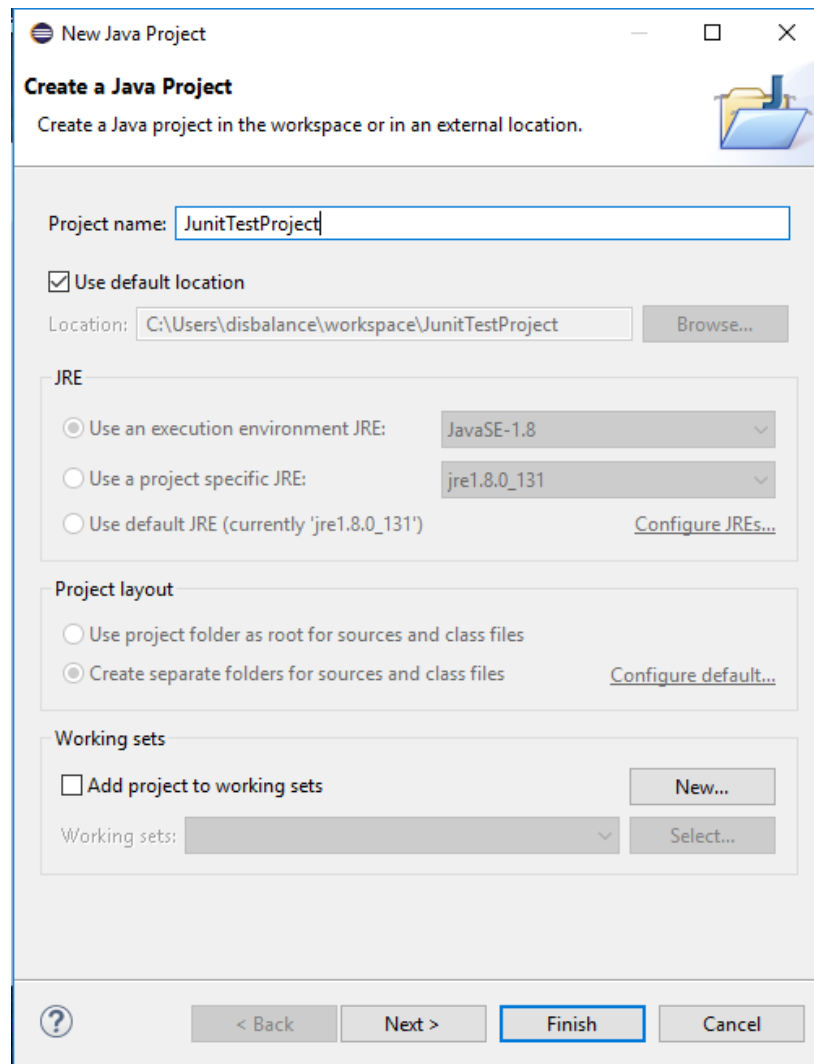 New Java Project
Create a Java Project
Create a Java project in the workspace or in an external location.
Project name: JunitTestProject
Use default location
Location: C:\Users\disbalance\workspace\JunitTestProject Browse...
JRE
Use an execution environment JRE: JavaSE-1.8
Use a project specific JRE: jre1.8.0_131
Use default JRE (currently 'jre1.8.0_131') Configure JREs...
Project layout
Use project folder as root for sources and class files
Create separate folders for sources and class files Configure default...
Working sets
Add project to working sets New...
Working sets: Select...
? < Back Next > Finish Cancel